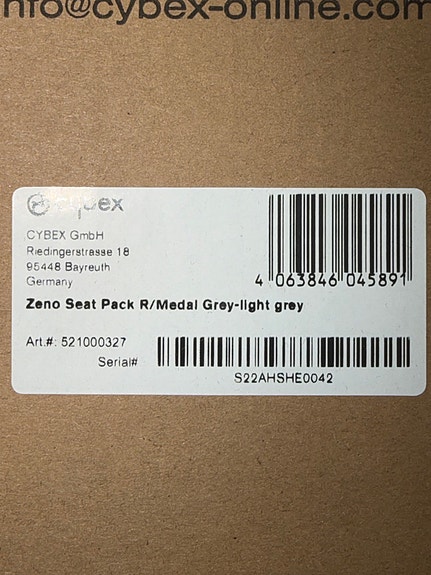 nfo@cybex-online.com
CYBEX GmbH
Riedingerstrasse 18
95448 Bayreuth
Germany
4 063846 045891
Zeno Seat Pack R/Medal Grey-light grey
Art.#: 521000327
Serial#
S22AHSHE0042